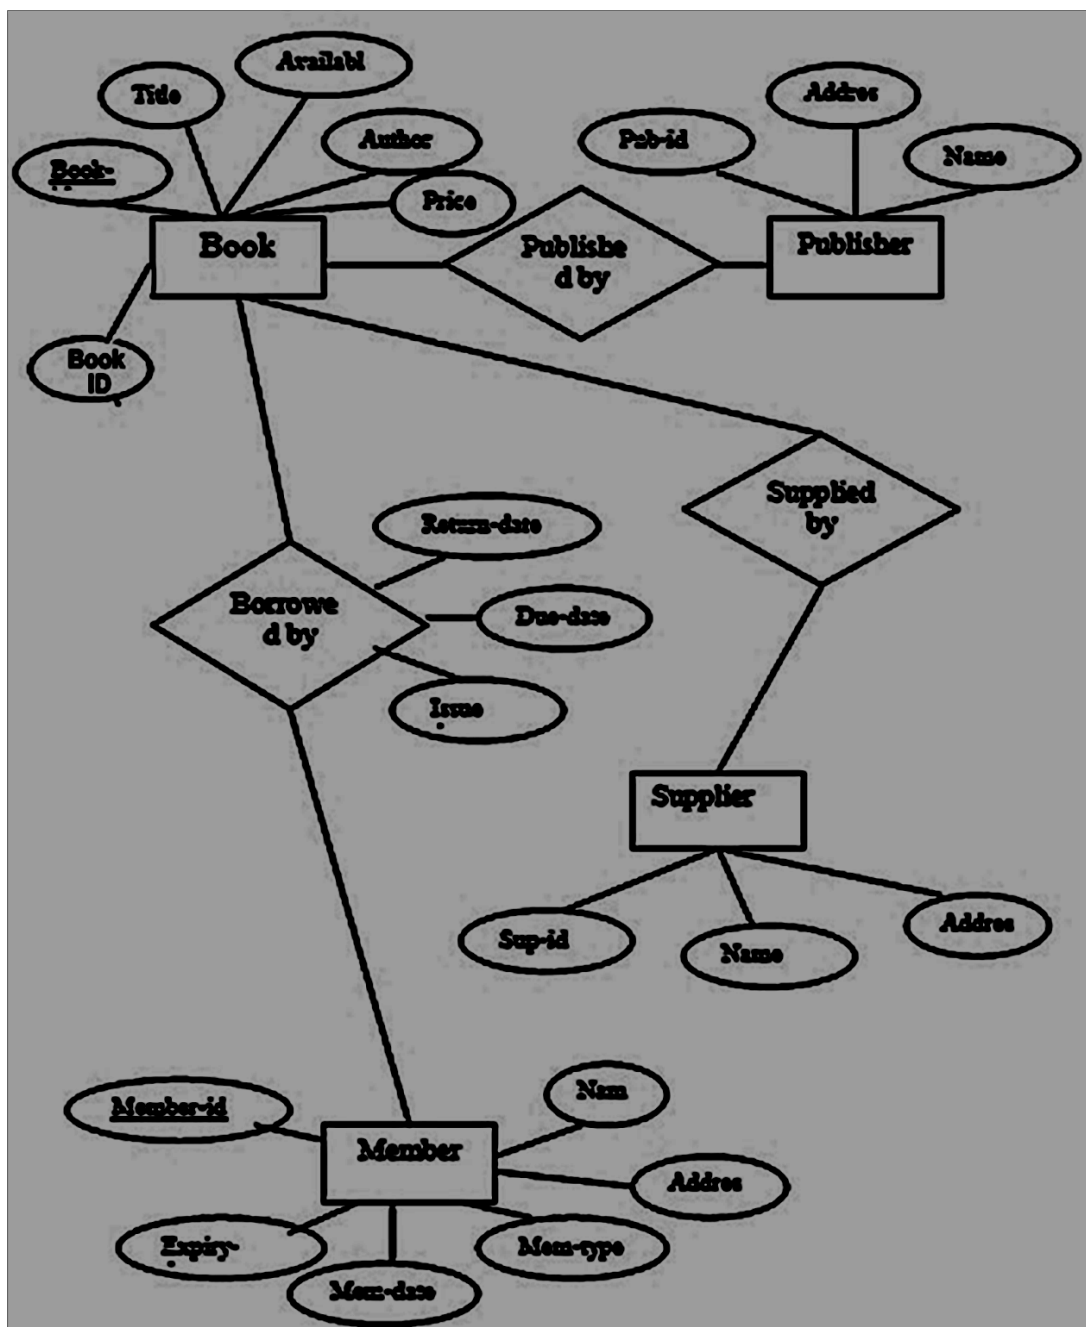 Availabl
Title
Addres
Author
Pub-id
Name
Book-
Price
Book
Publishe
d by
Publisher
Book
ID
Supplied
by
Return-date
Borrowe
d by
Due-date
Issue
Supplier
Sup-id
Name
Addres
Nam
Member-id
Member
Addres
Expiry-
Mem-type
Mem-date